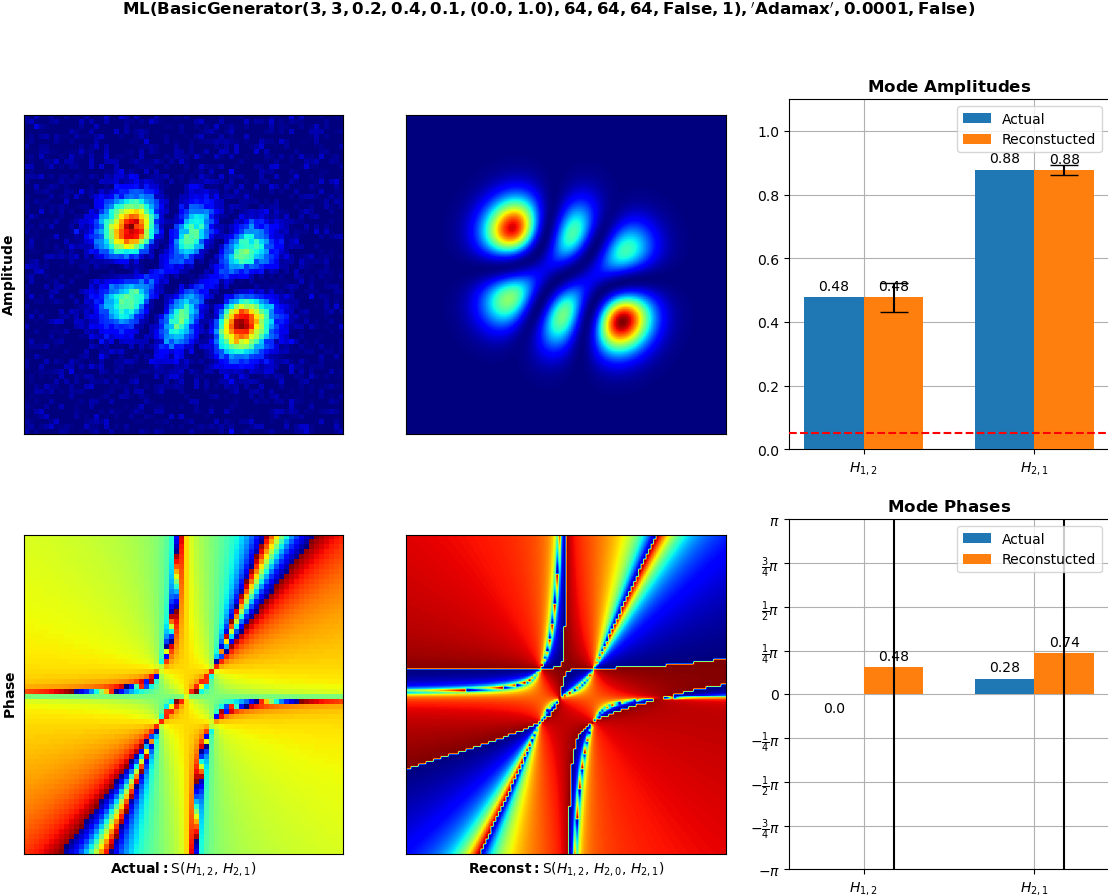 ML(BasicGenerator(3, 3, 0.2, 0.4, 0.1, (0.0, 1.0), 64, 64, 64, False, 1), ′Adamax′, 0.0001, False)
Amplitude
Mode Amplitudes
Actual
Reconstucted
1.0
0.8
0.6
0.4
0.2
0.0
0.48
0.48
0.88
0.88
H1,2
H2,1
Phase
Actual: S(H1,2, H2,1)
Reconst: S(H1,2, H2,0, H2,1)
Mode Phases
Actual
Reconstucted
π
3/4π
1/2π
1/4π
0
−1/4π
−1/2π
−3/4π
−π
0.0
0.48
0.28
0.74
H1,2
H2,1